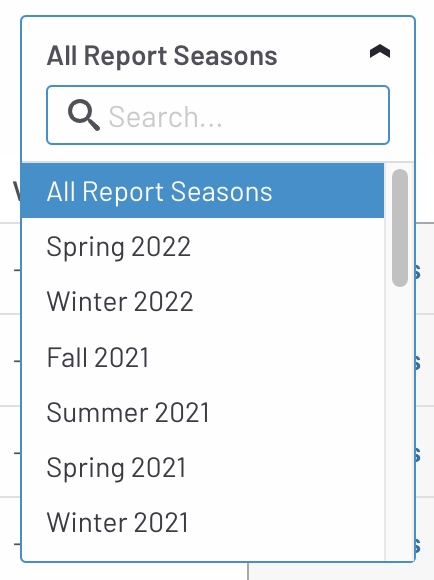 All Report Seasons
Search...
All Report Seasons
Spring 2022
Winter 2022
Fall 2021
Summer 2021
Spring 2021
Winter 2021